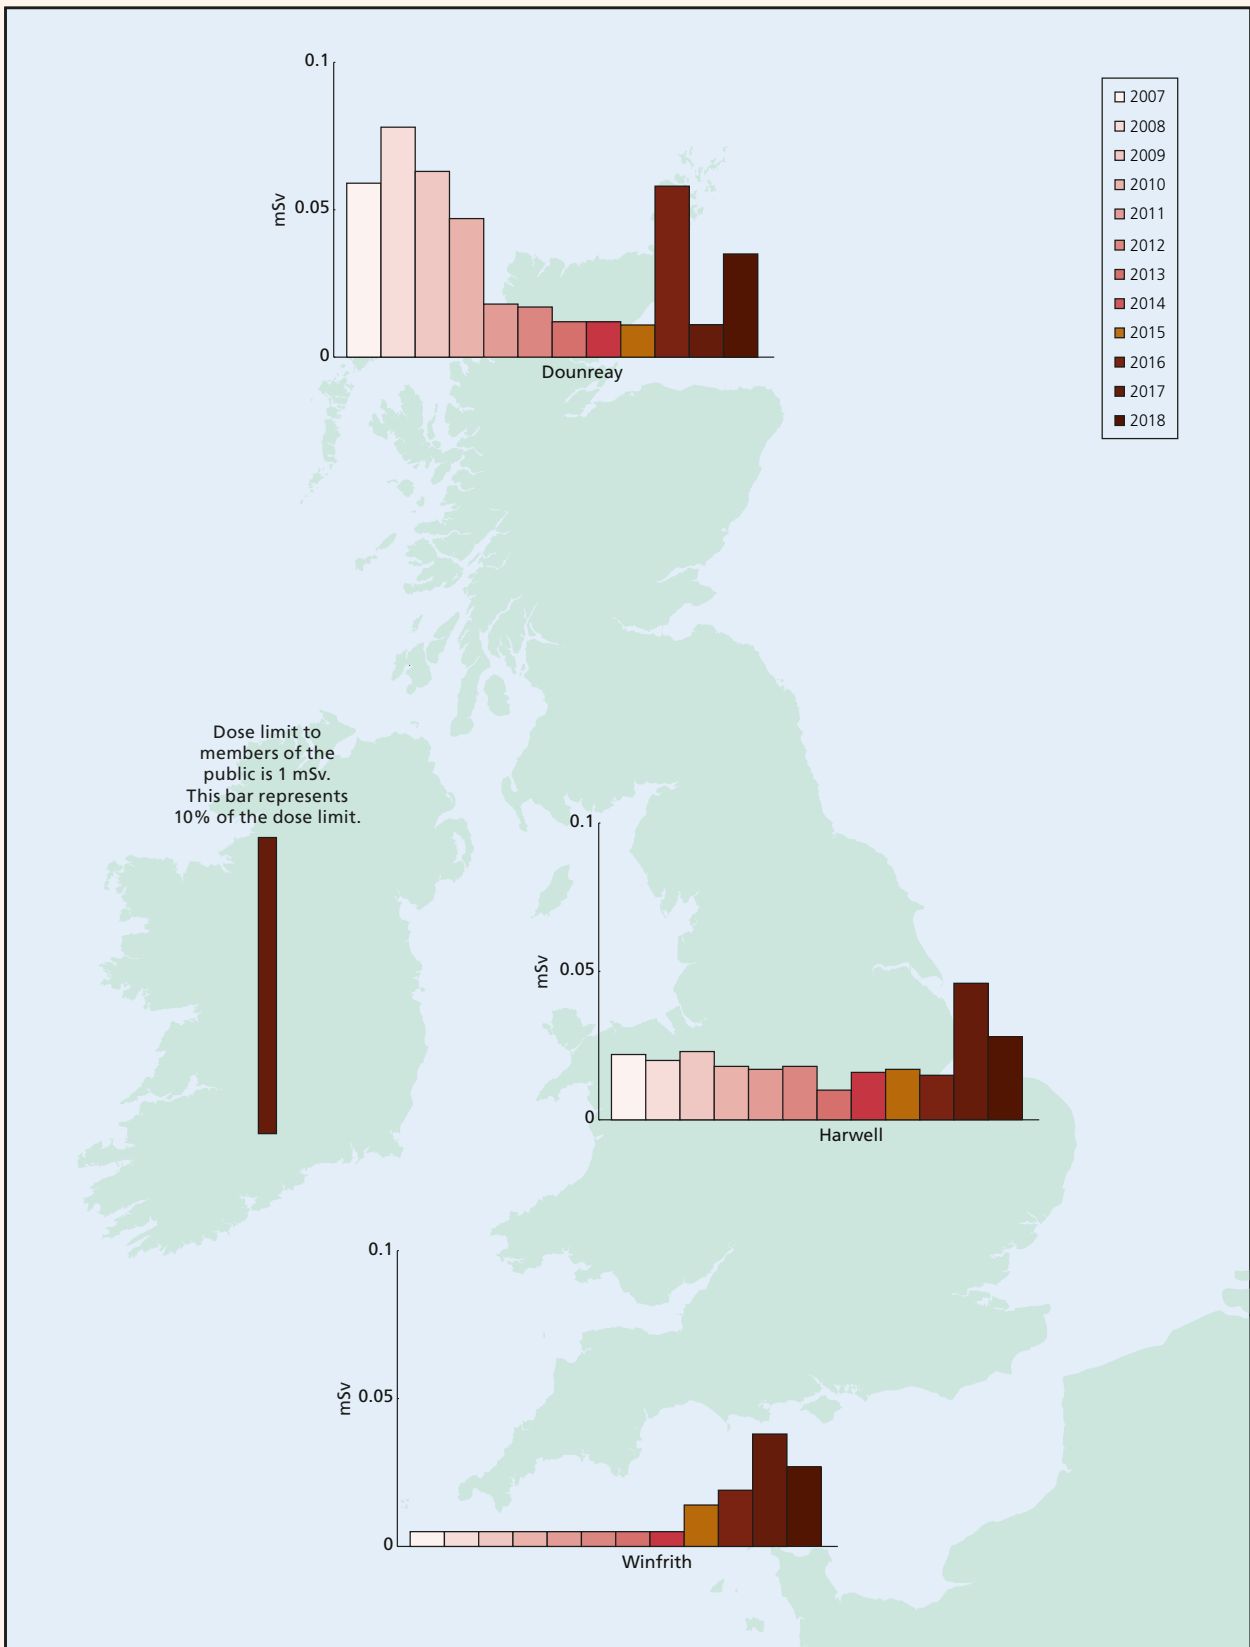 0.1
mSv
0.05
0
Dounreay
2007
2008
2009
2010
2011
2012
2013
2014
2015
2016
2017
2018
Dose limit to
members of the
public is 1 mSv.
This bar represents
10% of the dose limit.
0.1
mSv
0.05
0
Harwell
0.1
mSv
0.05
0
Winfrith